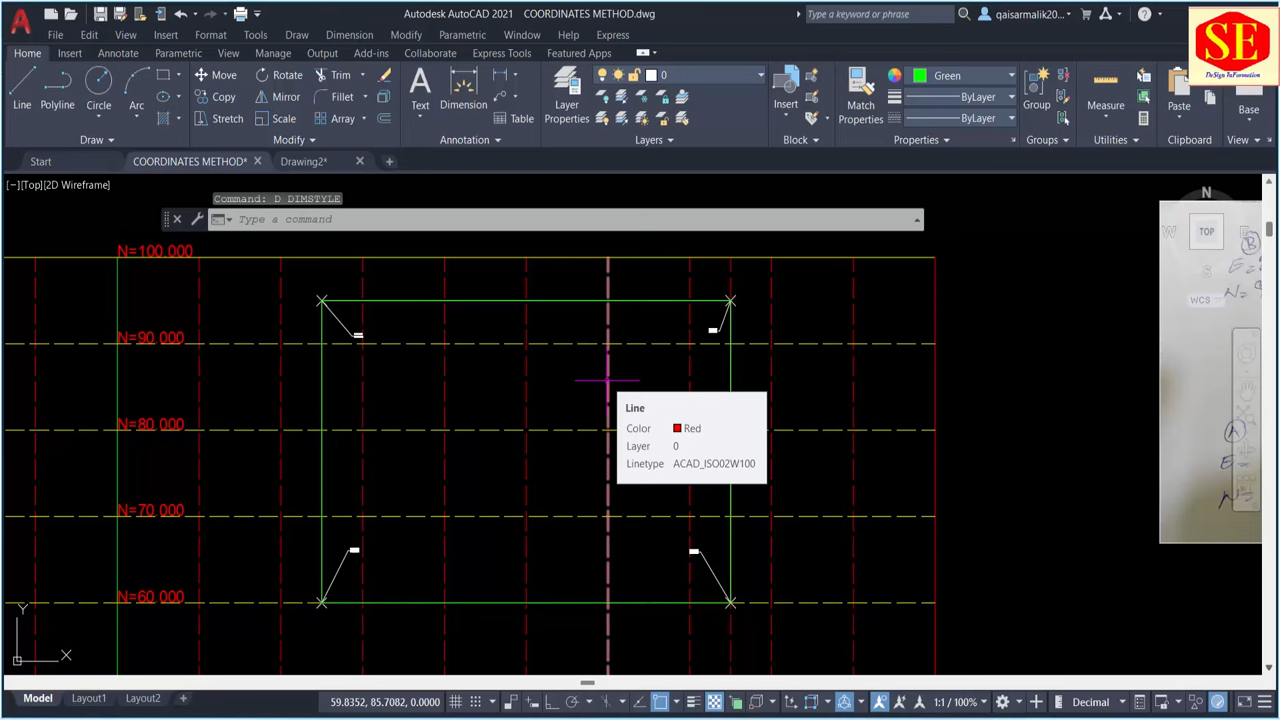 Autodesk AutoCAD 2021 COORDINATES METHOD.dwg
Type a keyword or phrase
qaisarmalik20...
SE
DeSign InFormation
File Edit View Insert Format Tools Draw Dimension Modify Parametric Window Help Express
Home Insert Annotate Parametric View Manage Output Add-ins Collaborate Express Tools Featured Apps
Line Polyline Circle Arc
Move Rotate Trim
Copy Mirror Fillet
Stretch Scale Array
Text Dimension Table
Layer Properties
0
Insert
Match Properties
Green
ByLayer
ByLayer
Group
Measure
Paste
Base
Draw Modify Annotation Layers Block Properties Groups Utilities Clipboard View
Start COORDINATES METHOD* Drawing2*
[−][Top][2D Wireframe]
Command: D DIMSTYLE
Type a command
N
W TOP E
S
WCS
B
E=
N=
N=100.000
N=90.000
N=80.000
N=70.000
N=60.000
Line
Color Red
Layer 0
Linetype ACAD_ISO02W100
A
E=
N=
Y
X
Model Layout1 Layout2
59.8352, 85.7082, 0.0000
1:1 / 100%
Decimal